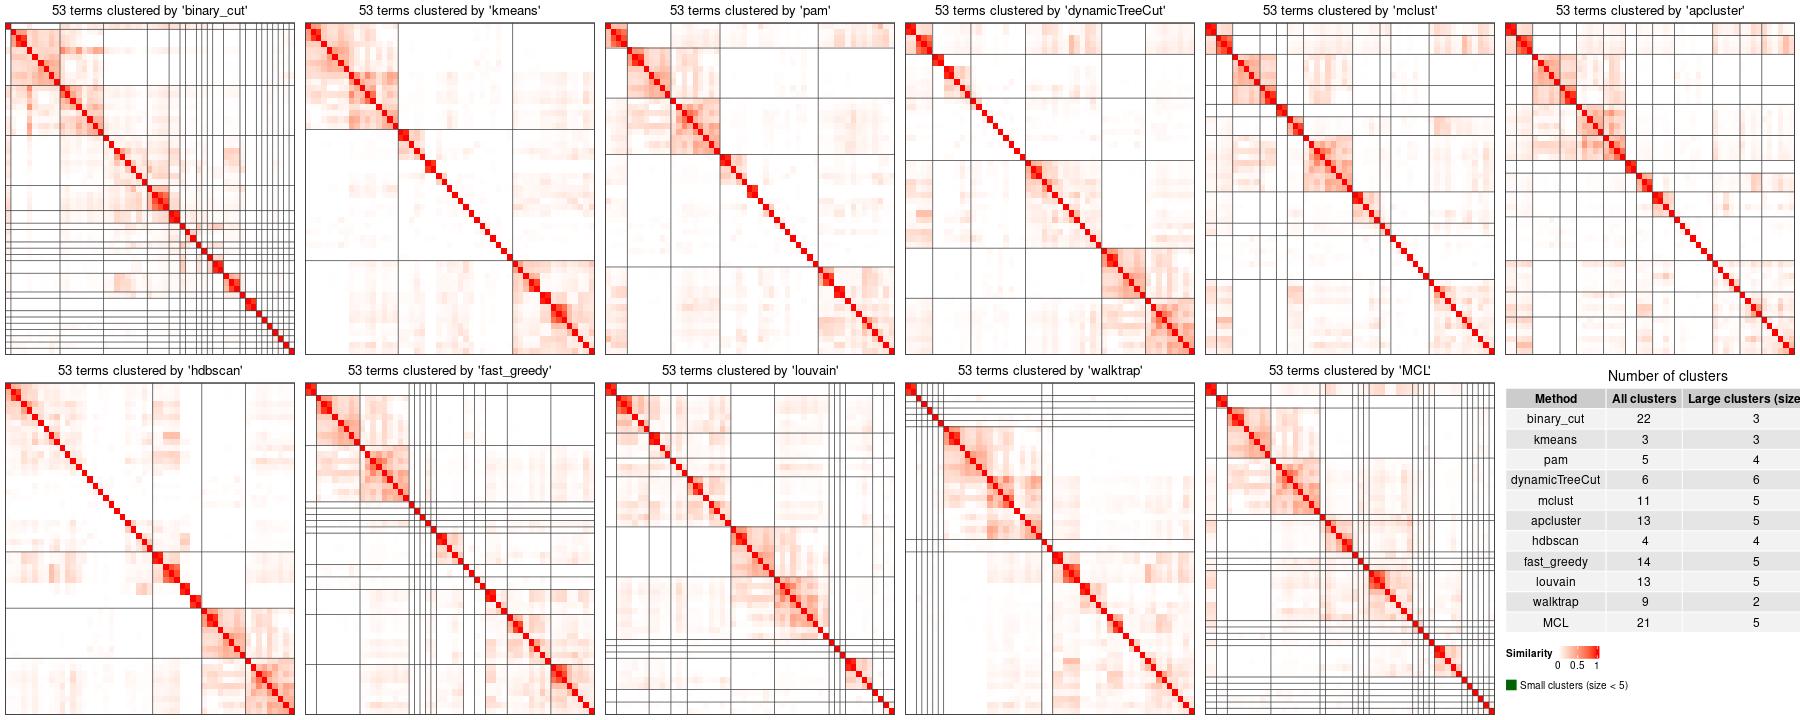 53 terms clustered by 'binary_cut'
53 terms clustered by 'kmeans'
53 terms clustered by 'pam'
53 terms clustered by 'dynamicTreeCut'
53 terms clustered by 'mclust'
53 terms clustered by 'apcluster'
53 terms clustered by 'hdbscan'
53 terms clustered by 'fast_greedy'
53 terms clustered by 'louvain'
53 terms clustered by 'walktrap'
53 terms clustered by 'MCL'
Number of clusters
Method All clusters Large clusters (size
binary_cut 22 3
kmeans 3 3
pam 5 4
dynamicTreeCut 6 6
mclust 11 5
apcluster 13 5
hdbscan 4 4
fast_greedy 14 5
louvain 13 5
walktrap 9 2
MCL 21 5
Similarity
0 0.5 1
Small clusters (size < 5)